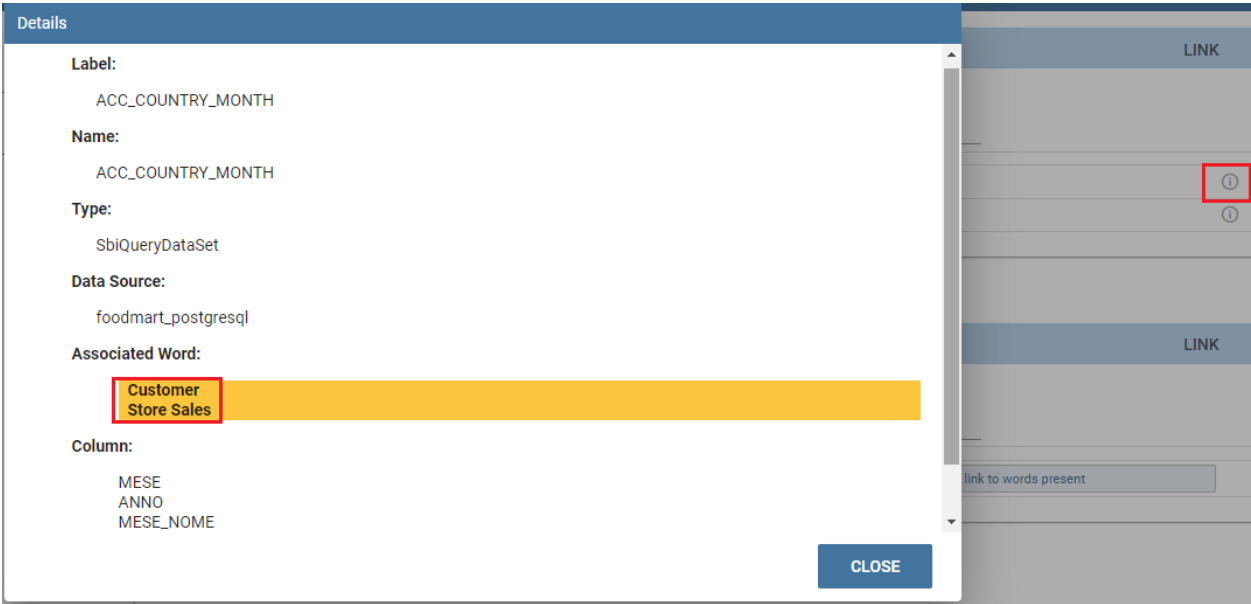 Details
Label:
ACC_COUNTRY_MONTH
Name:
ACC_COUNTRY_MONTH
Type:
SbiQueryDataSet
Data Source:
foodmart_postgresql
Associated Word:
Customer
Store Sales
Column:
MESE
ANNO
MESE_NOME
CLOSE
LINK
LINK
link to words present